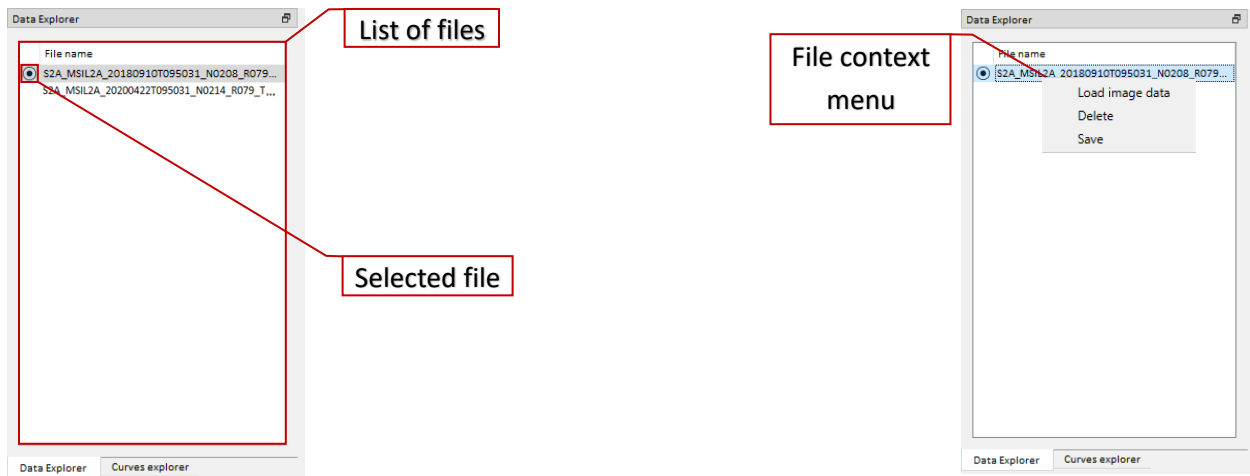 Data Explorer
File name
S2A_MSIL2A_20180910T095031_N0208_R079...
S2A_MSIL2A_20200422T095031_N0214_R079_T...
Data Explorer
Curves explorer
List of files
Selected file
File context
menu
Data Explorer
File name
S2A_MSIL2A_20180910T095031_N0208_R079...
Load image data
Delete
Save
Data Explorer
Curves explorer